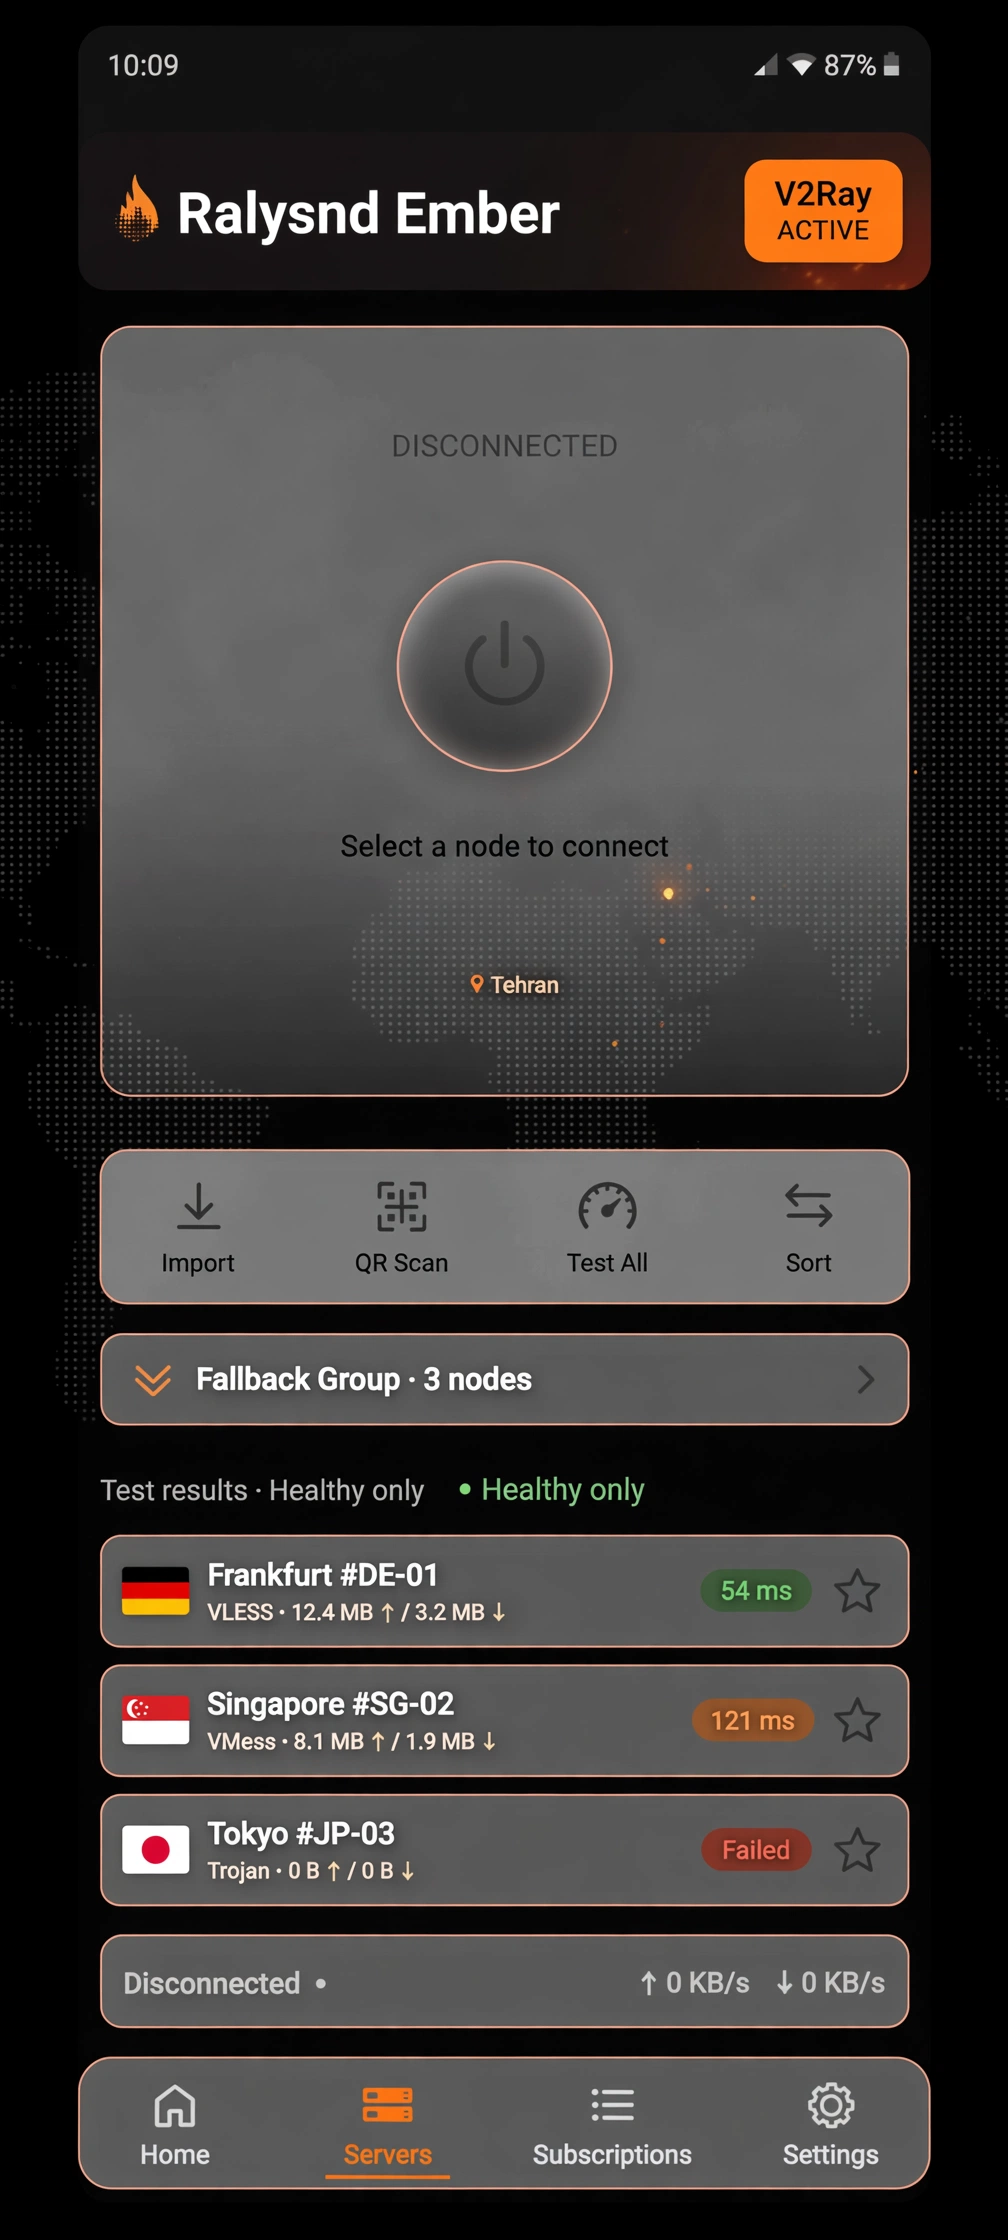 10:09 87%
Ralysnd Ember
V2Ray
ACTIVE
DISCONNECTED
Select a node to connect
Tehran
Import QR Scan Test All Sort
Fallback Group · 3 nodes
Test results · Healthy only • Healthy only
Frankfurt #DE-01
VLESS • 12.4 MB ↑ / 3.2 MB ↓
54 ms
Singapore #SG-02
VMess • 8.1 MB ↑ / 1.9 MB ↓
121 ms
Tokyo #JP-03
Trojan • 0 B ↑ / 0 B ↓
Failed
Disconnected • ↑ 0 KB/s ↓ 0 KB/s
Home Servers Subscriptions Settings